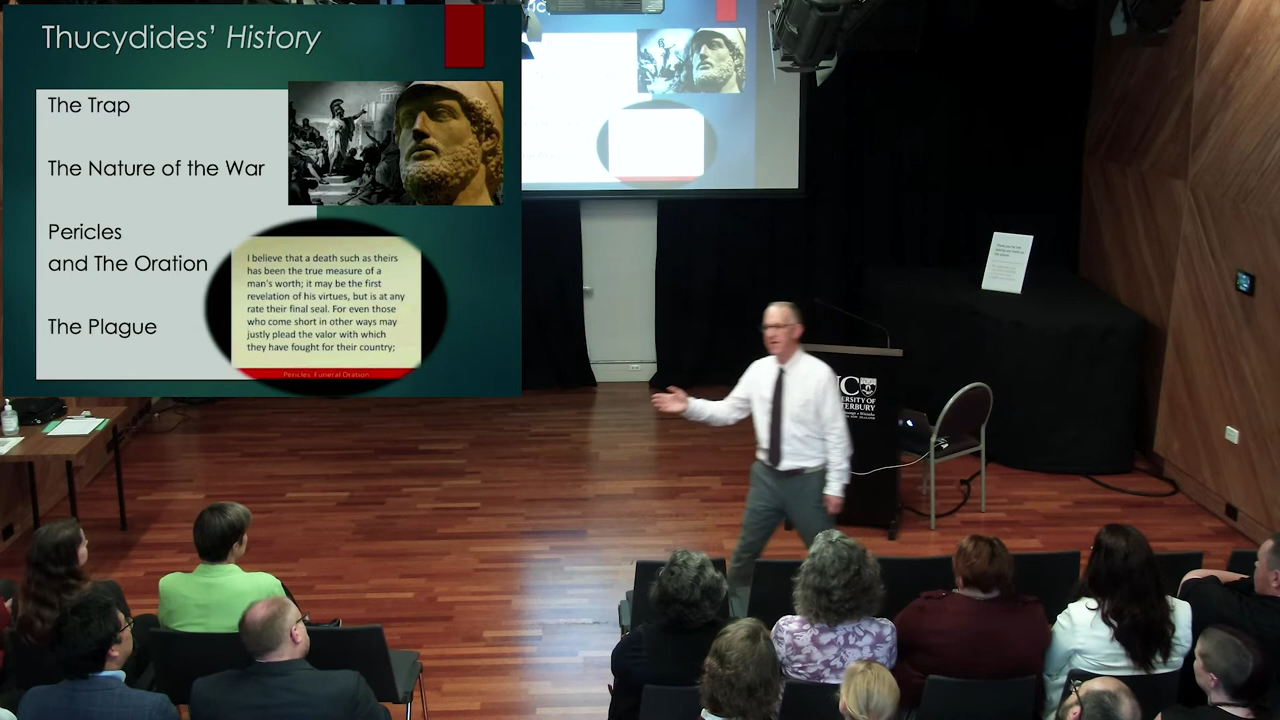 Thucydides' History
The Trap
The Nature of the War
Pericles
and The Oration
The Plague
I believe that a death such as theirs
has been the true measure of a
man's worth; it may be the first
revelation of his virtues, but is at any
rate their final seal. For even those
who come short in other ways may
justly plead the valor with which
they have fought for their country;
Pericles Funeral Oration